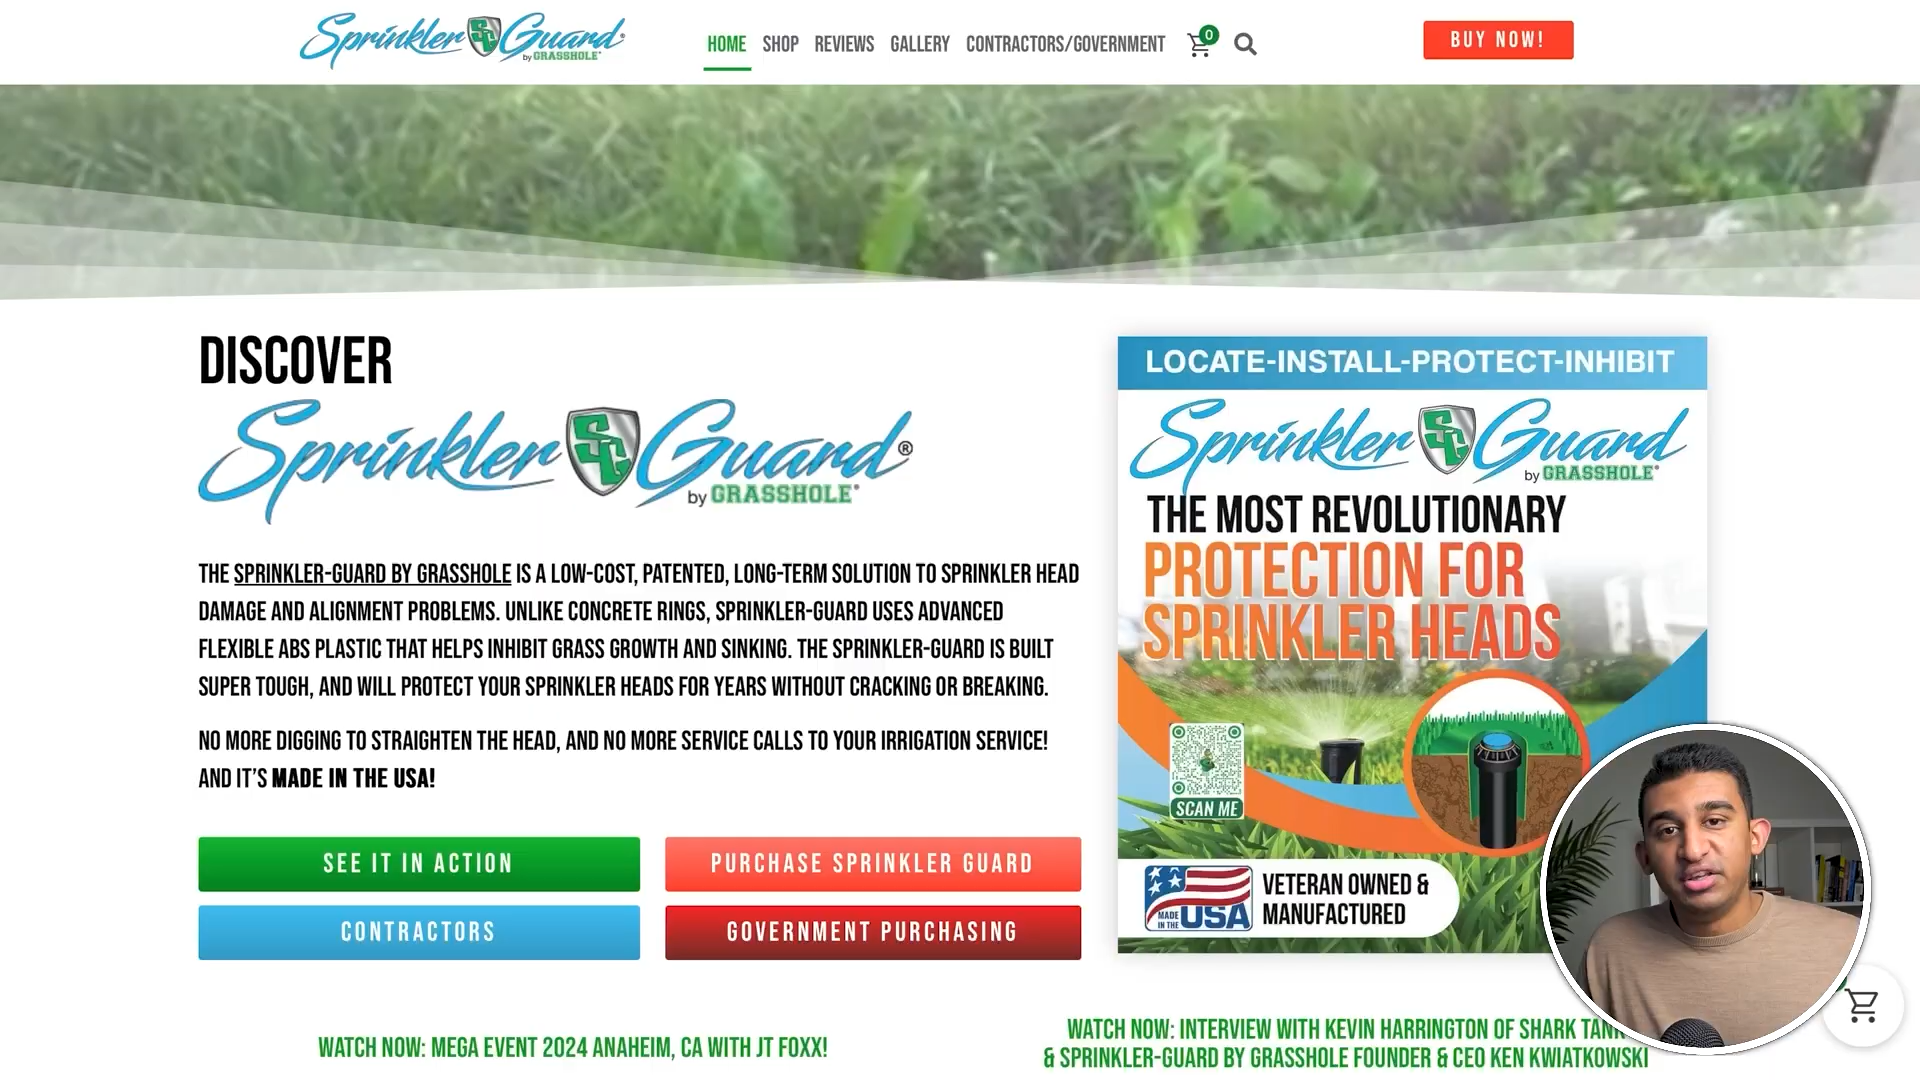 Sprinkler SG Guard®
by GRASSHOLE®
HOME SHOP REVIEWS GALLERY CONTRACTORS/GOVERNMENT 0
BUY NOW!
DISCOVER
Sprinkler SG Guard®
by GRASSHOLE®
THE SPRINKLER-GUARD BY GRASSHOLE IS A LOW-COST, PATENTED, LONG-TERM SOLUTION TO SPRINKLER HEAD
DAMAGE AND ALIGNMENT PROBLEMS. UNLIKE CONCRETE RINGS, SPRINKLER-GUARD USES ADVANCED
FLEXIBLE ABS PLASTIC THAT HELPS INHIBIT GRASS GROWTH AND SINKING. THE SPRINKLER-GUARD IS BUILT
SUPER TOUGH, AND WILL PROTECT YOUR SPRINKLER HEADS FOR YEARS WITHOUT CRACKING OR BREAKING.
NO MORE DIGGING TO STRAIGHTEN THE HEAD, AND NO MORE SERVICE CALLS TO YOUR IRRIGATION SERVICE!
AND IT'S MADE IN THE USA!
SEE IT IN ACTION
PURCHASE SPRINKLER GUARD
CONTRACTORS
GOVERNMENT PURCHASING
LOCATE-INSTALL-PROTECT-INHIBIT
Sprinkler SG Guard
by GRASSHOLE®
THE MOST REVOLUTIONARY
PROTECTION FOR
SPRINKLER HEADS
SCAN ME
MADE IN THE USA
VETERAN OWNED &
MANUFACTURED
WATCH NOW: MEGA EVENT 2024 ANAHEIM, CA WITH JT FOXX!
WATCH NOW: INTERVIEW WITH KEVIN HARRINGTON OF SHARK TANK
& SPRINKLER-GUARD BY GRASSHOLE FOUNDER & CEO KEN KWIATKOWSKI